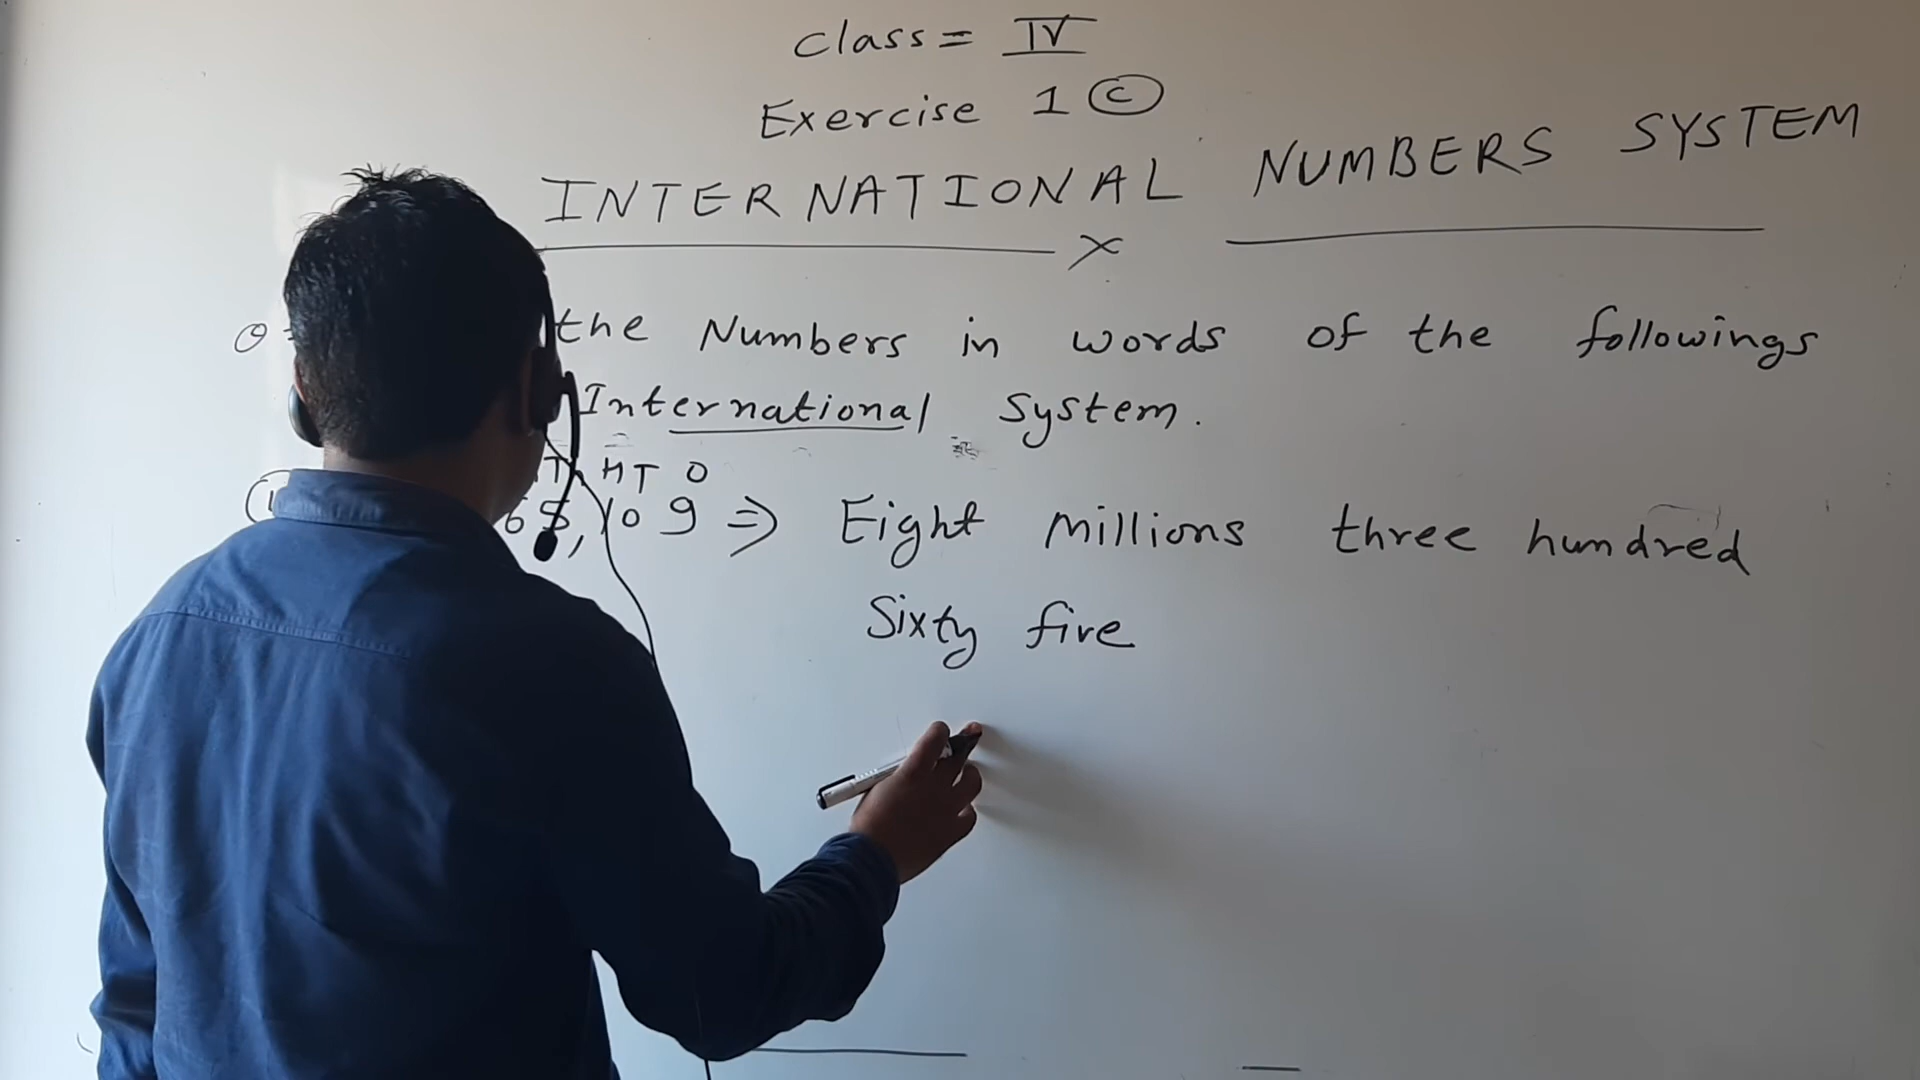 Class = IV
Exercise 1 (C)
INTERNATIONAL NUMBERS SYSTEM
the Numbers in words of the followings
International System.
T H T O
65,109 ⇒ Eight millions three hundred
Sixty five